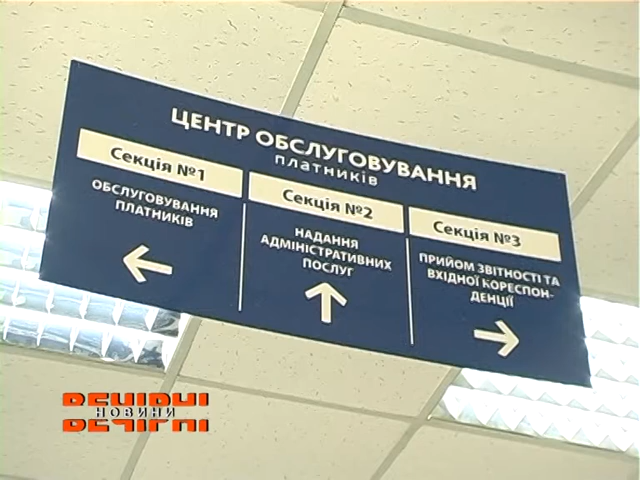 ЦЕНТР ОБСЛУГОВУВАННЯ
платників
Секція №1
ОБСЛУГОВУВАННЯ
ПЛАТНИКІВ
Секція №2
НАДАННЯ
АДМІНІСТРАТИВНИХ
ПОСЛУГ
Секція №3
ПРИЙОМ ЗВІТНОСТІ ТА
ВХІДНОЇ КОРЕСПОН-
ДЕНЦІЇ
ВЕЧІРНІ
НОВИНИ
ВЕЧІРНІ